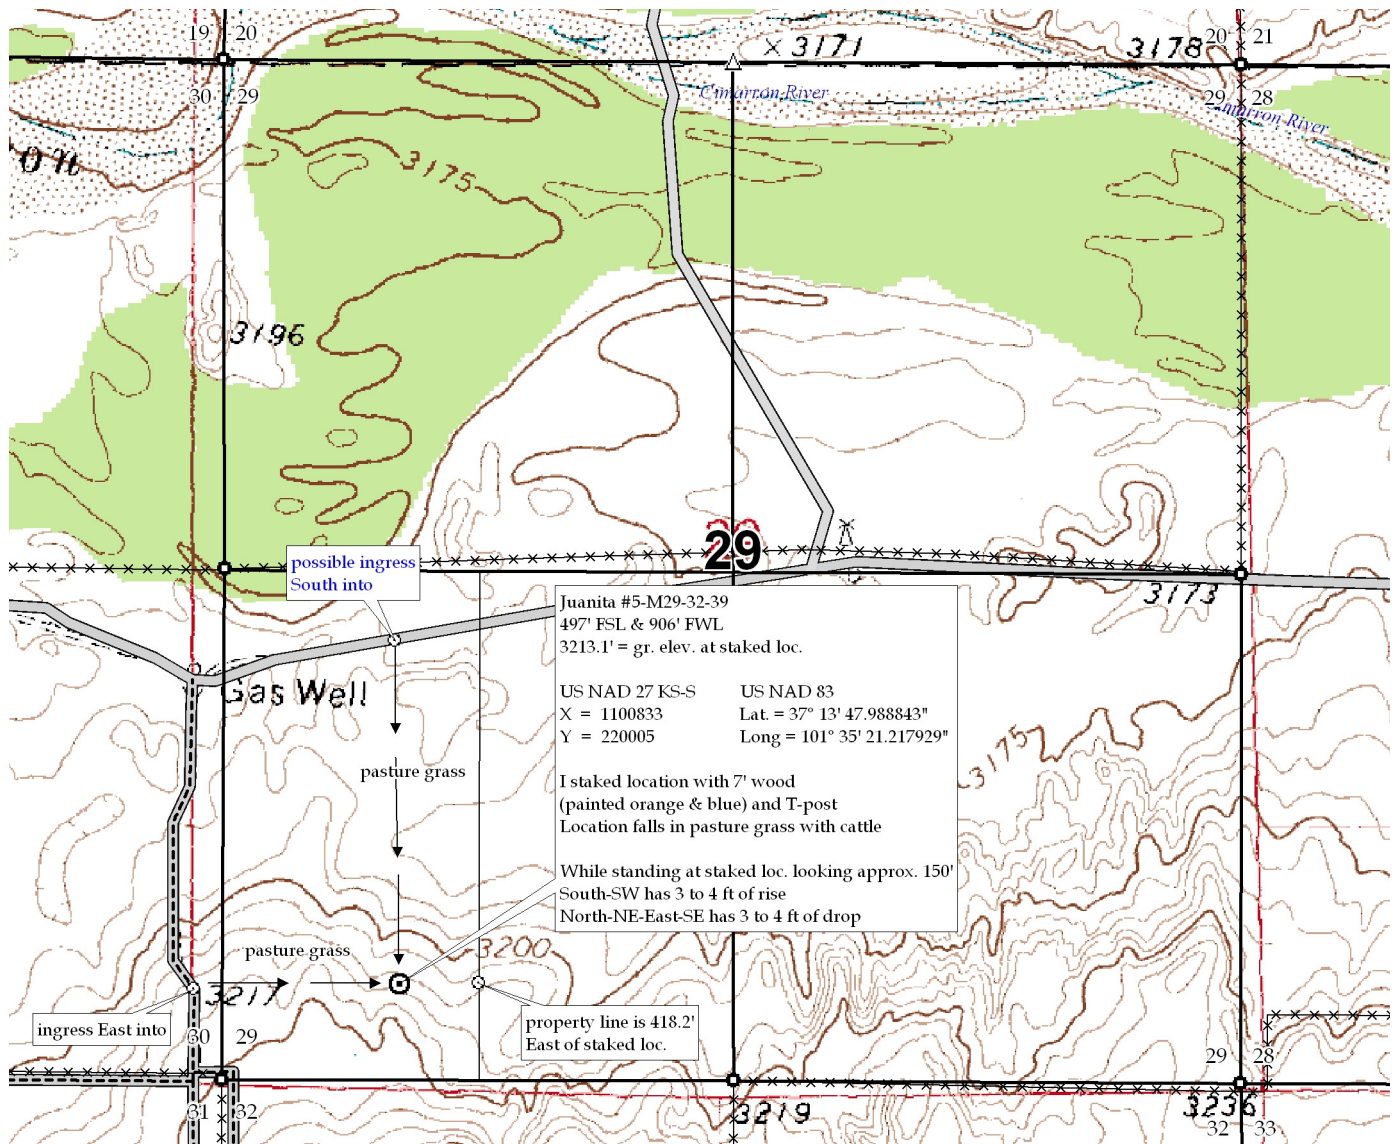 19 20
20 21
× 3171
3178
Cimarron River
30 29
29 28
Cimarron River
3175
3196
29
possible ingress
South into
3173
Gas Well
Juanita #5-M29-32-39
497' FSL & 906' FWL
3213.1' = gr. elev. at staked loc.
US NAD 27 KS-S US NAD 83
X = 1100833 Lat. = 37° 13' 47.988843"
Y = 220005 Long = 101° 35' 21.217929"
I staked location with 7' wood
(painted orange & blue) and T-post
Location falls in pasture grass with cattle
While standing at staked loc. looking approx. 150'
South-SW has 3 to 4 ft of rise
North-NE-East-SE has 3 to 4 ft of drop
3175
pasture grass
pasture grass
3200
3217
ingress East into
property line is 418.2'
East of staked loc.
30 29
29 28
31 32
3219
3236
32 33